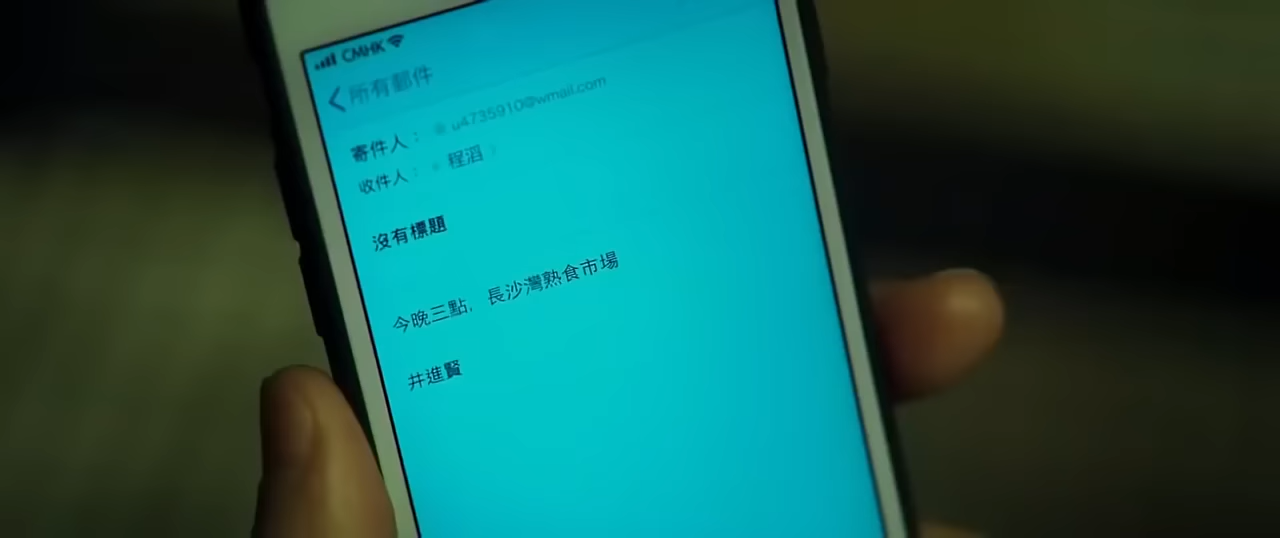 CMHK
所有郵件
寄件人： u4735910@wmail.com
收件人： 程滔
沒有標題
今晚三點，長沙灣熟食市場
井進賢